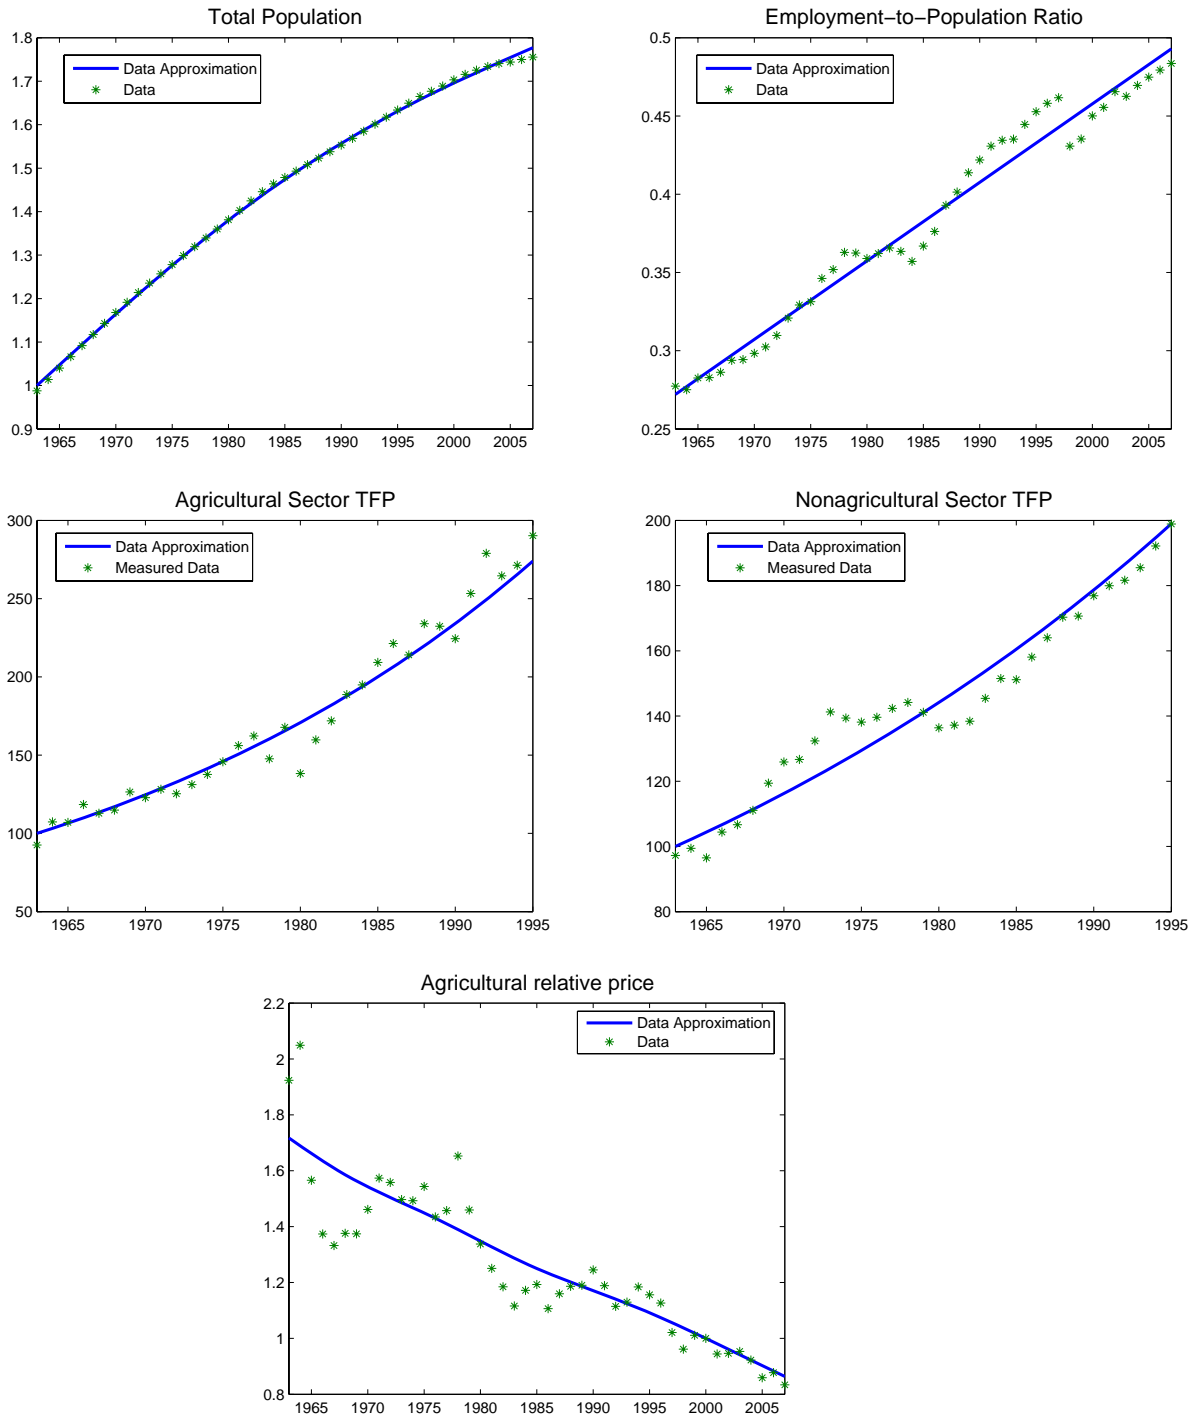 Total Population
1.8
1.7
1.6
1.5
1.4
1.3
1.2
1.1
1
0.9
Data Approximation
Data
1965 1970 1975 1980 1985 1990 1995 2000 2005
Employment−to−Population Ratio
0.5
0.45
0.4
0.35
0.3
0.25
Data Approximation
Data
1965 1970 1975 1980 1985 1990 1995 2000 2005
Agricultural Sector TFP
300
250
200
150
100
50
Data Approximation
Measured Data
1965 1970 1975 1980 1985 1990 1995
Nonagricultural Sector TFP
200
180
160
140
120
100
80
Data Approximation
Measured Data
1965 1970 1975 1980 1985 1990 1995
Agricultural relative price
2.2
2
1.8
1.6
1.4
1.2
1
0.8
Data Approximation
Data
1965 1970 1975 1980 1985 1990 1995 2000 2005